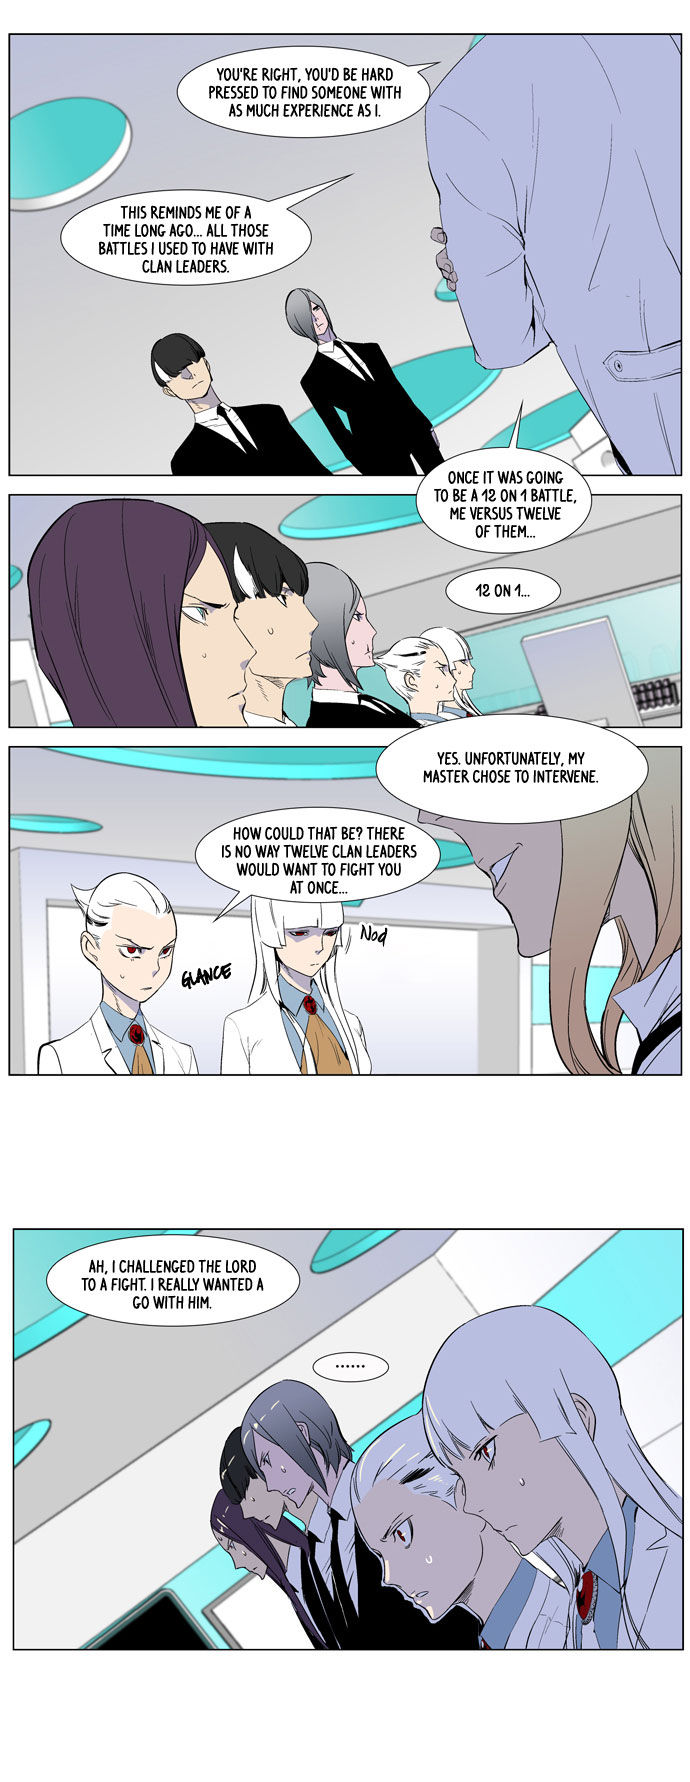 YOU'RE RIGHT, YOU'D BE HARD
PRESSED TO FIND SOMEONE WITH
AS MUCH EXPERIENCE AS I.
THIS REMINDS ME OF A
TIME LONG AGO... ALL THOSE
BATTLES I USED TO HAVE WITH
CLAN LEADERS.
ONCE IT WAS GOING
TO BE A 12 ON 1 BATTLE,
ME VERSUS TWELVE
OF THEM...
12 ON 1...
YES. UNFORTUNATELY, MY
MASTER CHOSE TO INTERVENE.
HOW COULD THAT BE? THERE
IS NO WAY TWELVE CLAN LEADERS
WOULD WANT TO FIGHT YOU
AT ONCE...
GLANCE
NOD
AH, I CHALLENGED THE LORD
TO A FIGHT. I REALLY WANTED A
GO WITH HIM.
......